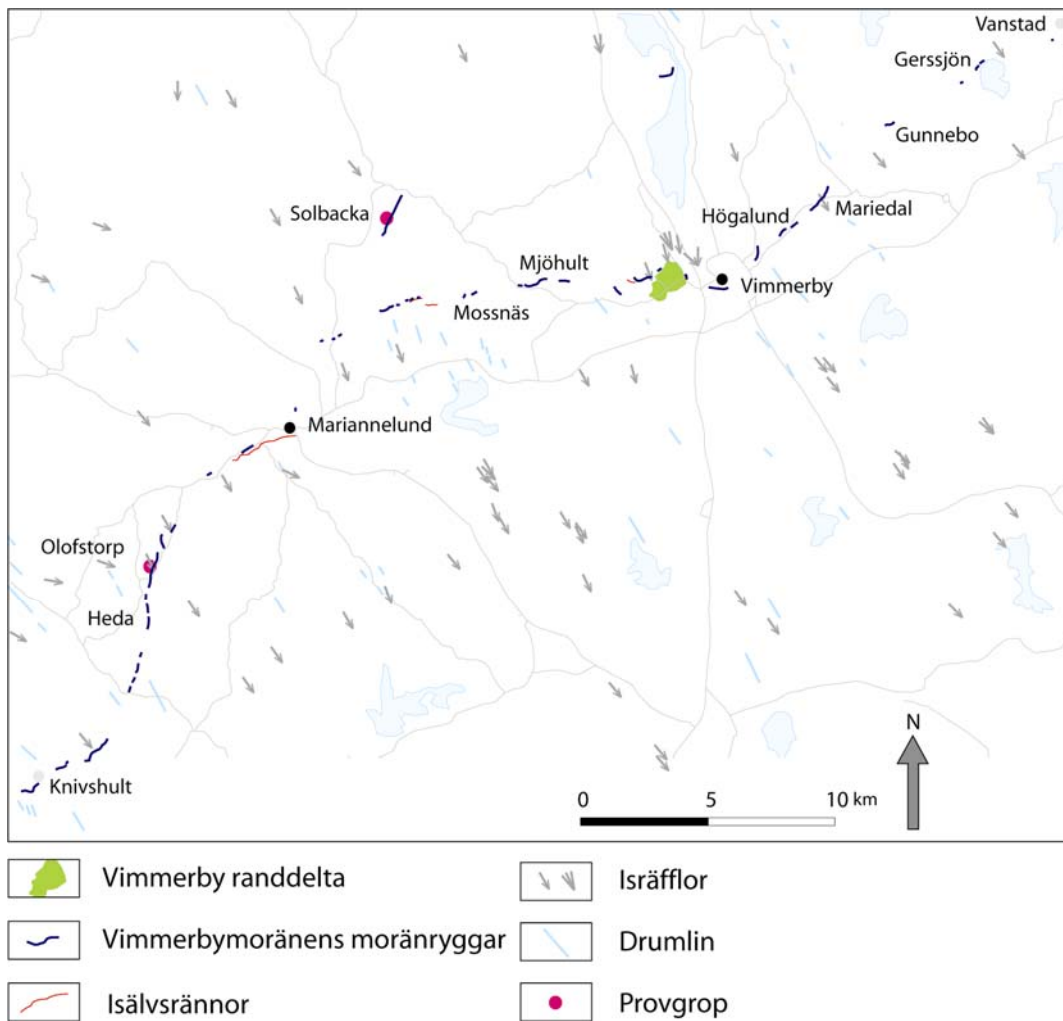 Vanstad
Gerssjön
Gunnebo
Solbacka
Högalund
Mariedal
Mjöhult
Vimmerby
Mossnäs
Mariannelund
Olofstorp
Heda
N
Knivshult
0 5 10 km
Vimmerby randdelta
Isräfflor
Vimmerbymoränens moränryggar
Drumlin
Isälvsrännor
Provgrop